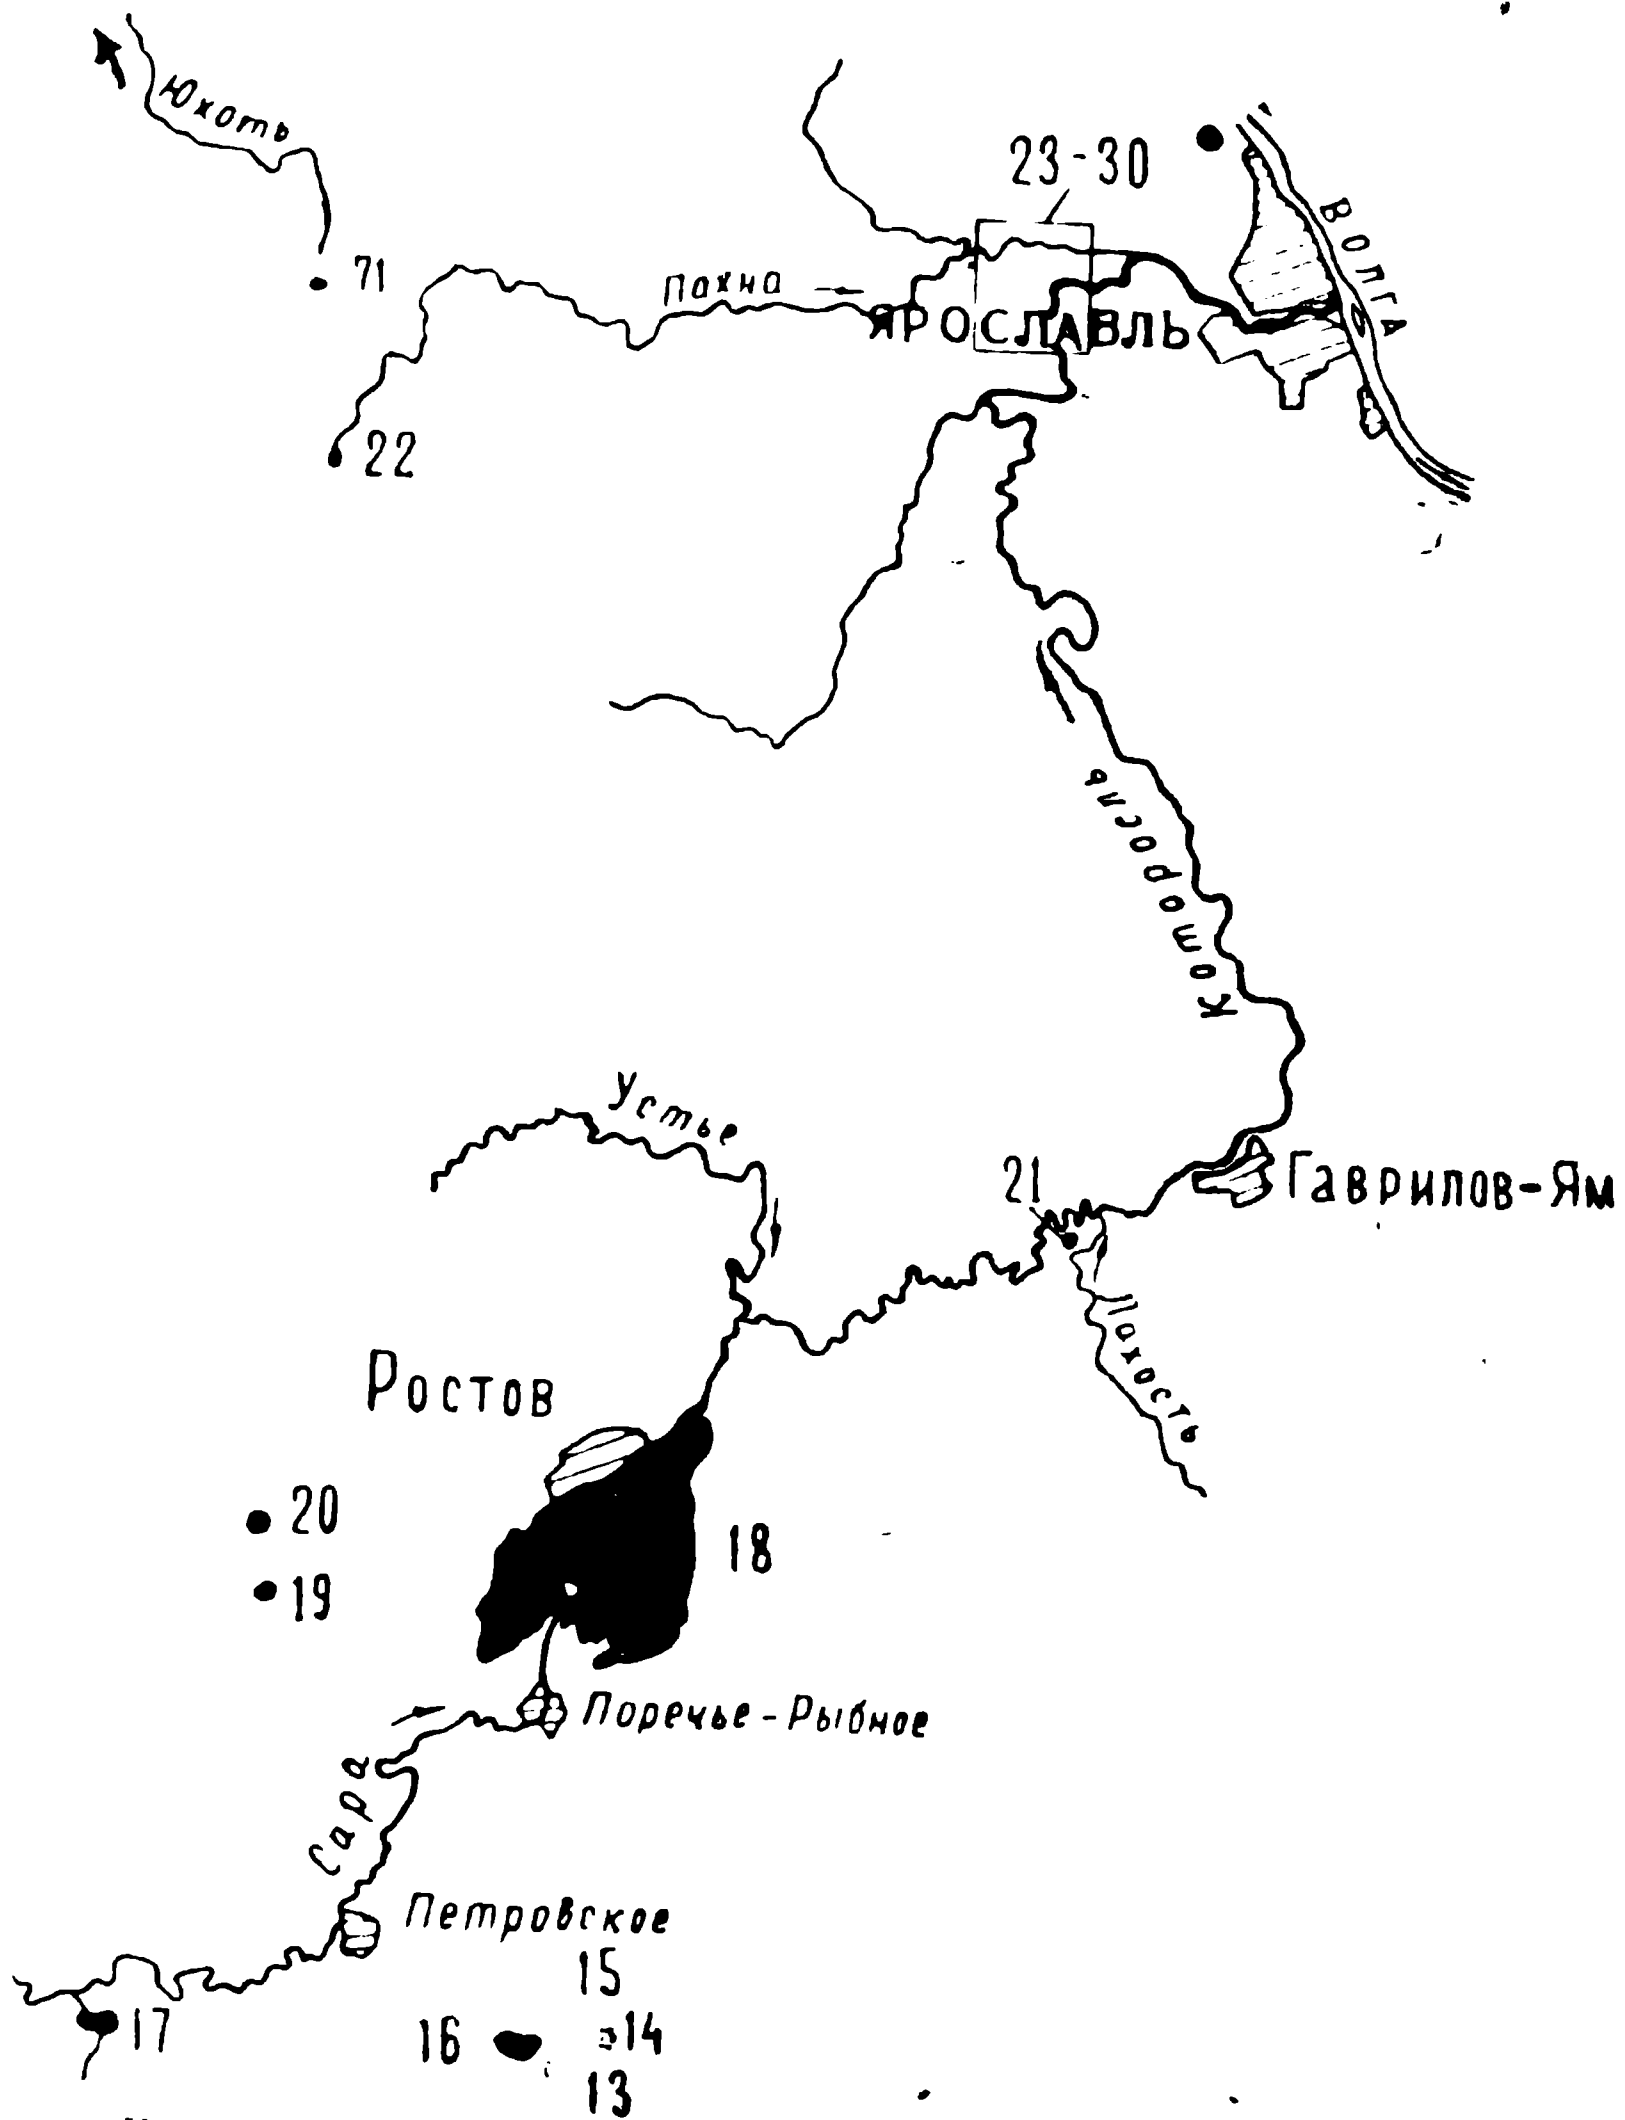 Юхоть
23-30
ВОЛГА
71
Пахна
ЯРОСЛАВЛЬ
22
Которосль
Устье
21
Гаврилов-Ям
Лахость
Ростов
20
18
19
Поречье-Рыбное
Сара
Петровское
15
17
16
14
13